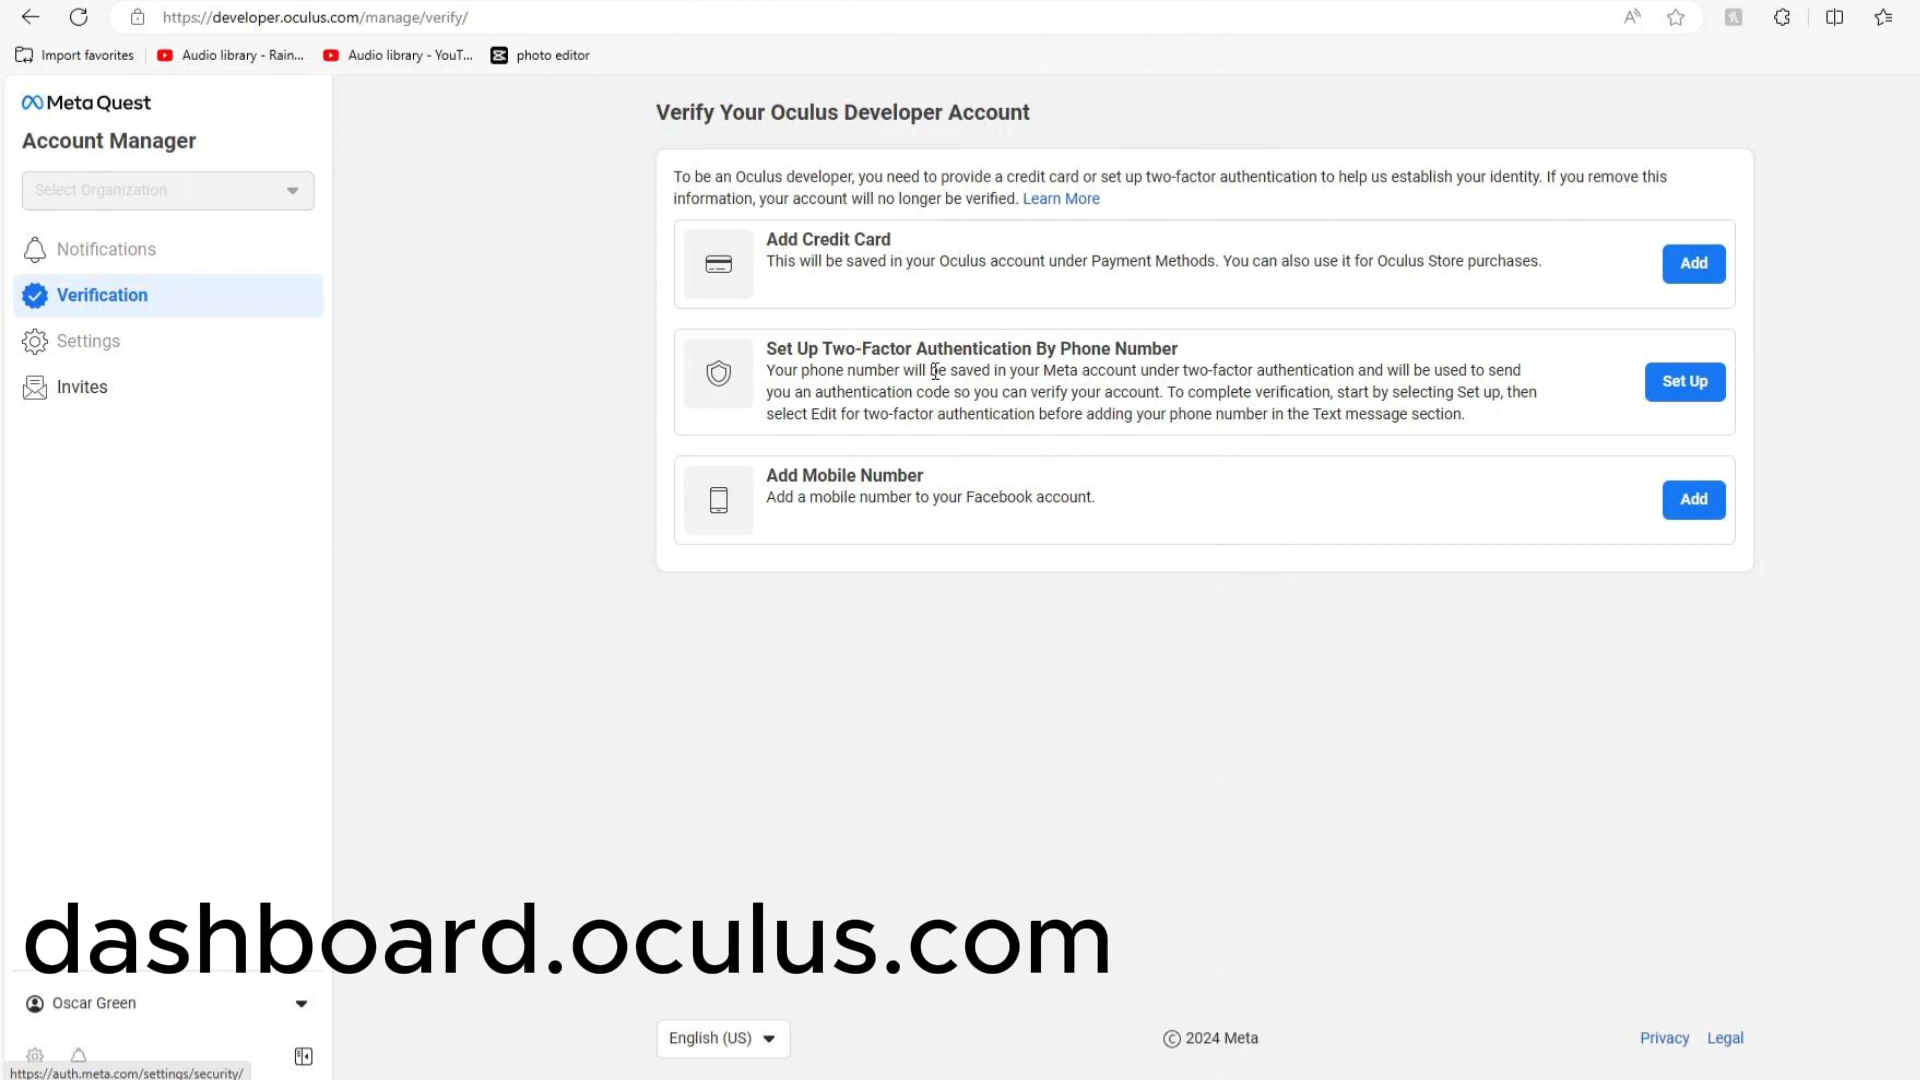 https://developer.oculus.com/manage/verify/
Import favorites
Audio library - Rain...
Audio library - YouT...
photo editor
Meta Quest
Account Manager
Select Organization
Notifications
Verification
Settings
Invites
Verify Your Oculus Developer Account
To be an Oculus developer, you need to provide a credit card or set up two-factor authentication to help us establish your identity. If you remove this
information, your account will no longer be verified. Learn More
Add Credit Card
This will be saved in your Oculus account under Payment Methods. You can also use it for Oculus Store purchases.
Add
Set Up Two-Factor Authentication By Phone Number
Your phone number will be saved in your Meta account under two-factor authentication and will be used to send
you an authentication code so you can verify your account. To complete verification, start by selecting Set up, then
select Edit for two-factor authentication before adding your phone number in the Text message section.
Set Up
Add Mobile Number
Add a mobile number to your Facebook account.
Add
dashboard.oculus.com
Oscar Green
English (US)
© 2024 Meta
Privacy
Legal
https://auth.meta.com/settings/security/